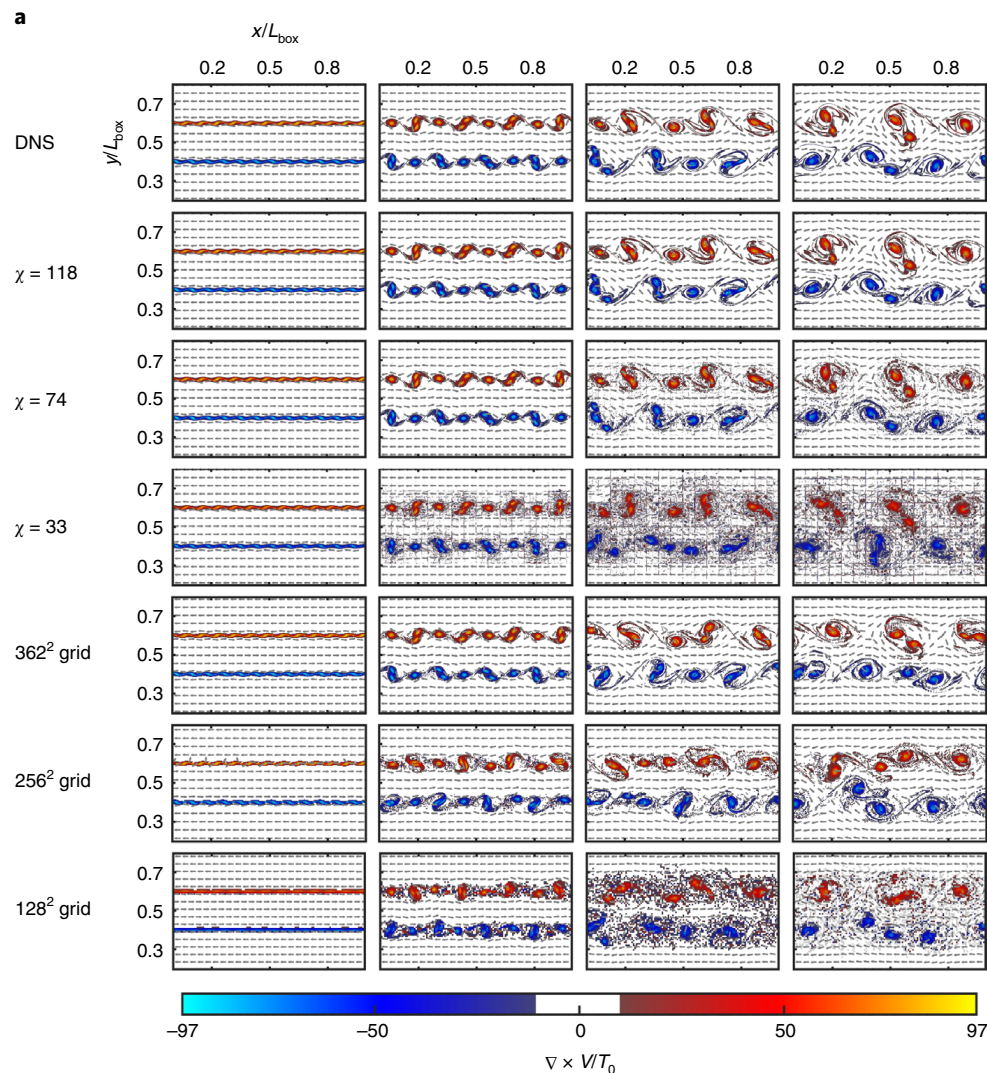 a
x/L_box
0.2 0.5 0.8 0.2 0.5 0.8 0.2 0.5 0.8 0.2 0.5 0.8
y/L_box
DNS
0.7
0.5
0.3
χ = 118
0.7
0.5
0.3
χ = 74
0.7
0.5
0.3
χ = 33
0.7
0.5
0.3
362² grid
0.7
0.5
0.3
256² grid
0.7
0.5
0.3
128² grid
0.7
0.5
0.3
–97 –50 0 50 97
∇ × V/T₀